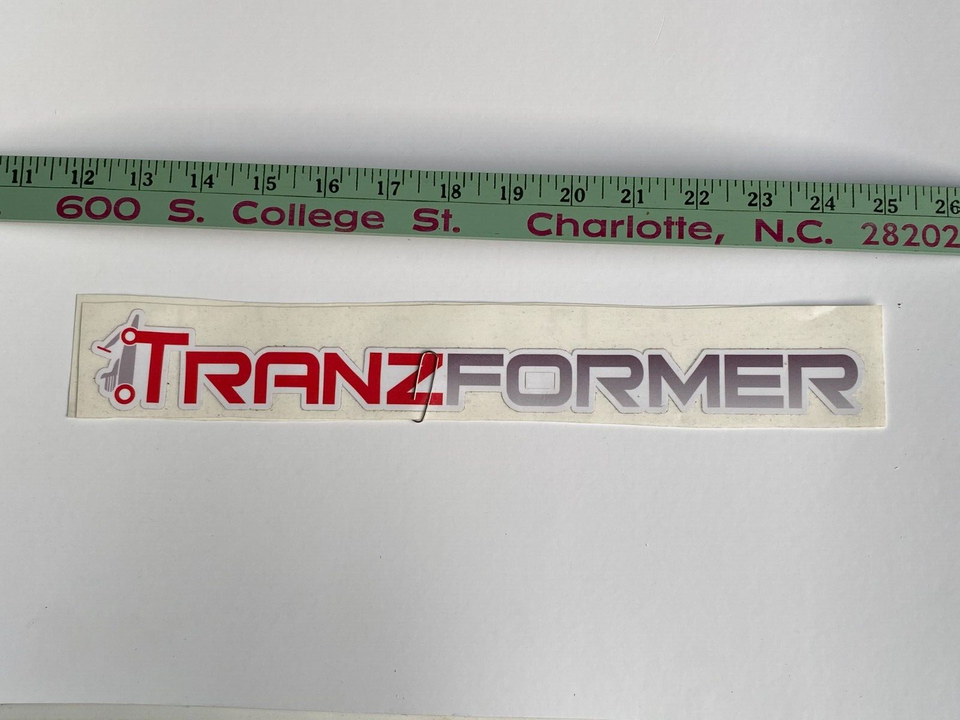 11 12 13 14 15 16 17 18 19 20 21 22 23 24 25 26
600 S. College St. Charlotte, N.C. 28202
TRANZFORMER